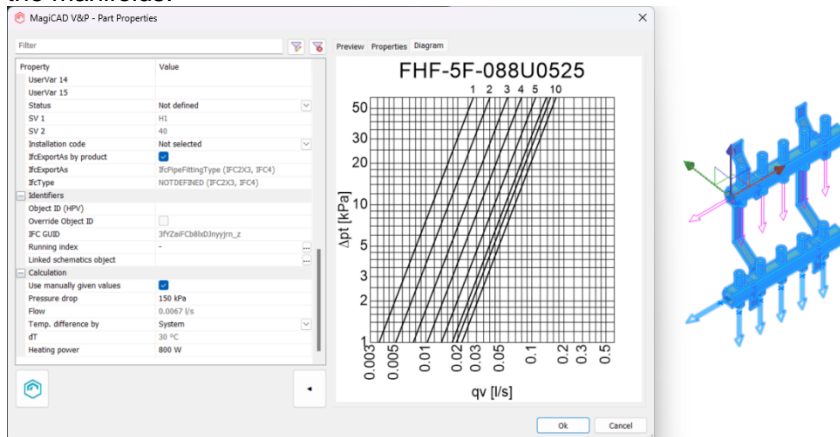 the manifolds.
MagiCAD V&P - Part Properties
Filter
Property Value
UserVar 14
UserVar 15
Status Not defined
SV 1 H1
SV 2 40
Installation code Not selected
IfcExportAs by product
IfcExportAs IfcPipeFittingType (IFC2X3, IFC4)
IfcType NOTDEFINED (IFC2X3, IFC4)
Identifiers
Object ID (HPV)
Override Object ID
IFC GUID
Running index -
Linked schematics object
Calculation
Use manually given values
Pressure drop 150 kPa
Flow 0.0067 l/s
Temp. difference by System
dT 30 °C
Heating power 800 W
Preview Properties Diagram
FHF-5F-088U0525
1 2 3 4 5 10
50
30
20
10
5
3
2
1
Δpt [kPa]
0.003 0.005 0.01 0.02 0.03 0.05 0.1 0.2 0.3 0.5
qv [l/s]
Ok Cancel